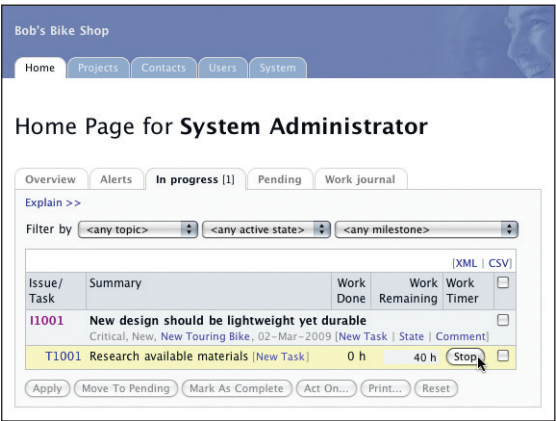 Bob's Bike Shop
Home Projects Contacts Users System
Home Page for System Administrator
Overview Alerts In progress [1] Pending Work journal
Explain >>
Filter by <any topic> <any active state> <any milestone>
[XML | CSV]
Issue/ Task Summary Work Done Work Remaining Work Timer
I1001 New design should be lightweight yet durable
Critical, New, New Touring Bike, 02-Mar-2009 [New Task | State | Comment]
T1001 Research available materials [New Task] 0 h 40 h Stop
Apply Move To Pending Mark As Complete Act On... Print... Reset